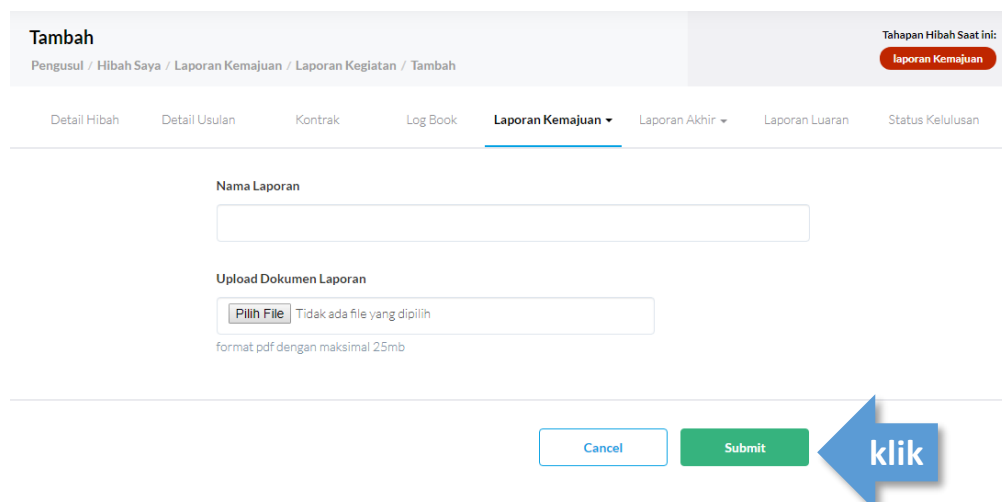 Tambah
Tahapan Hibah Saat ini:
Pengusul / Hibah Saya / Laporan Kemajuan / Laporan Kegiatan / Tambah
laporan Kemajuan
Detail Hibah Detail Usulan Kontrak Log Book Laporan Kemajuan Laporan Akhir Laporan Luaran Status Kelulusan
Nama Laporan
Upload Dokumen Laporan
Pilih File Tidak ada file yang dipilih
format pdf dengan maksimal 25mb
Cancel Submit klik